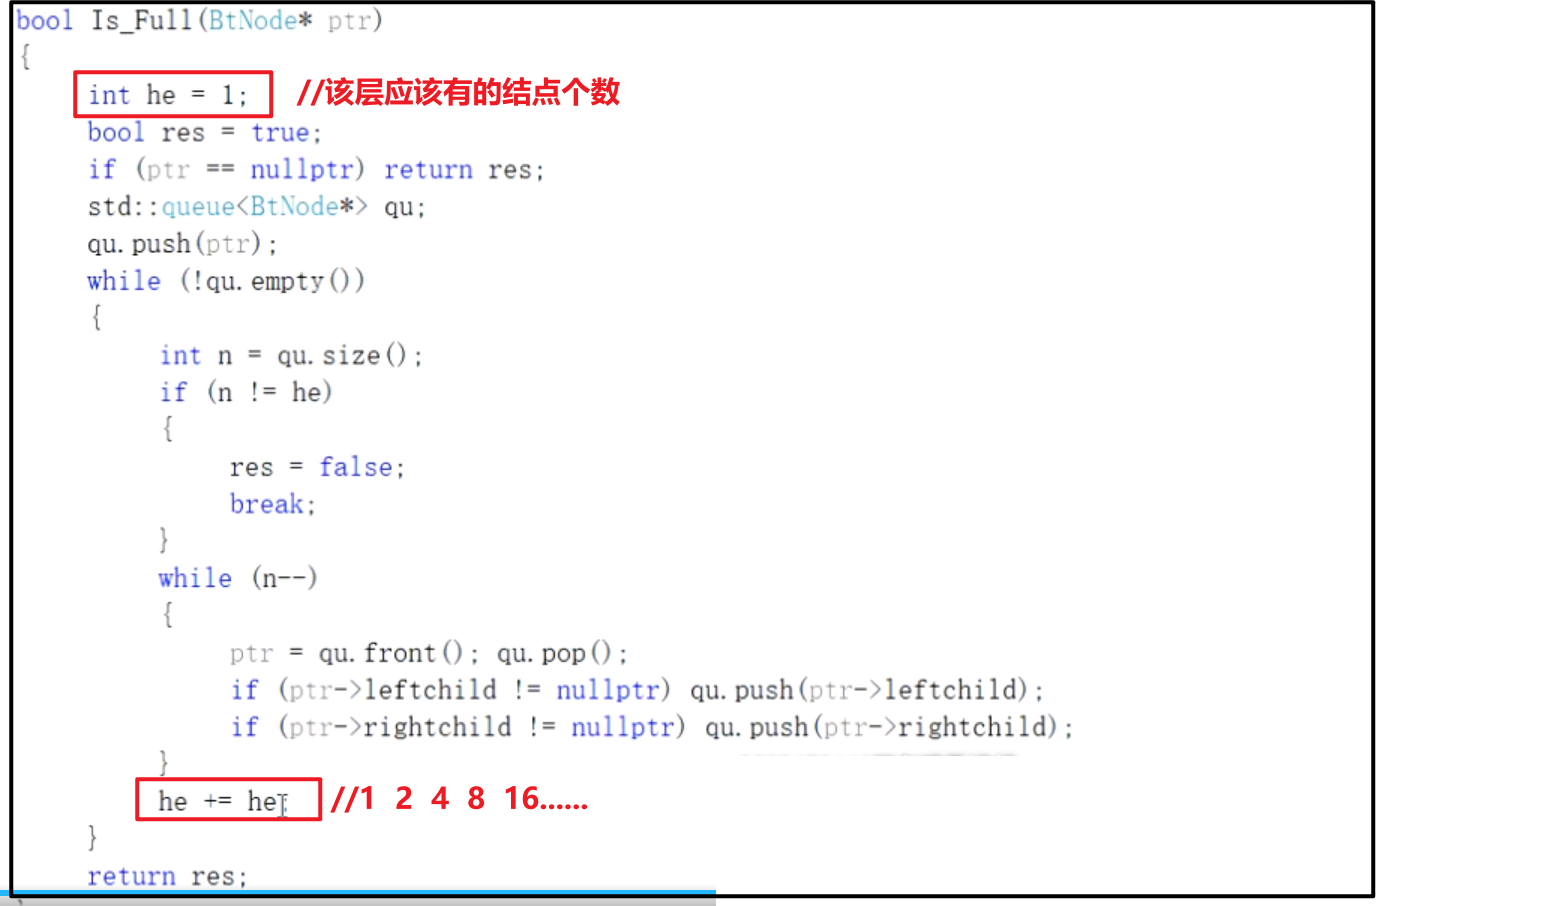 bool Is_Full(BtNode* ptr)
{
int he = 1; //该层应该有的结点个数
bool res = true;
if (ptr == nullptr) return res;
std::queue<BtNode*> qu;
qu.push(ptr);
while (!qu.empty())
{
int n = qu.size();
if (n != he)
{
res = false;
break;
}
while (n--)
{
ptr = qu.front(); qu.pop();
if (ptr->leftchild != nullptr) qu.push(ptr->leftchild);
if (ptr->rightchild != nullptr) qu.push(ptr->rightchild);
}
he += he; //1 2 4 8 16......
}
return res;